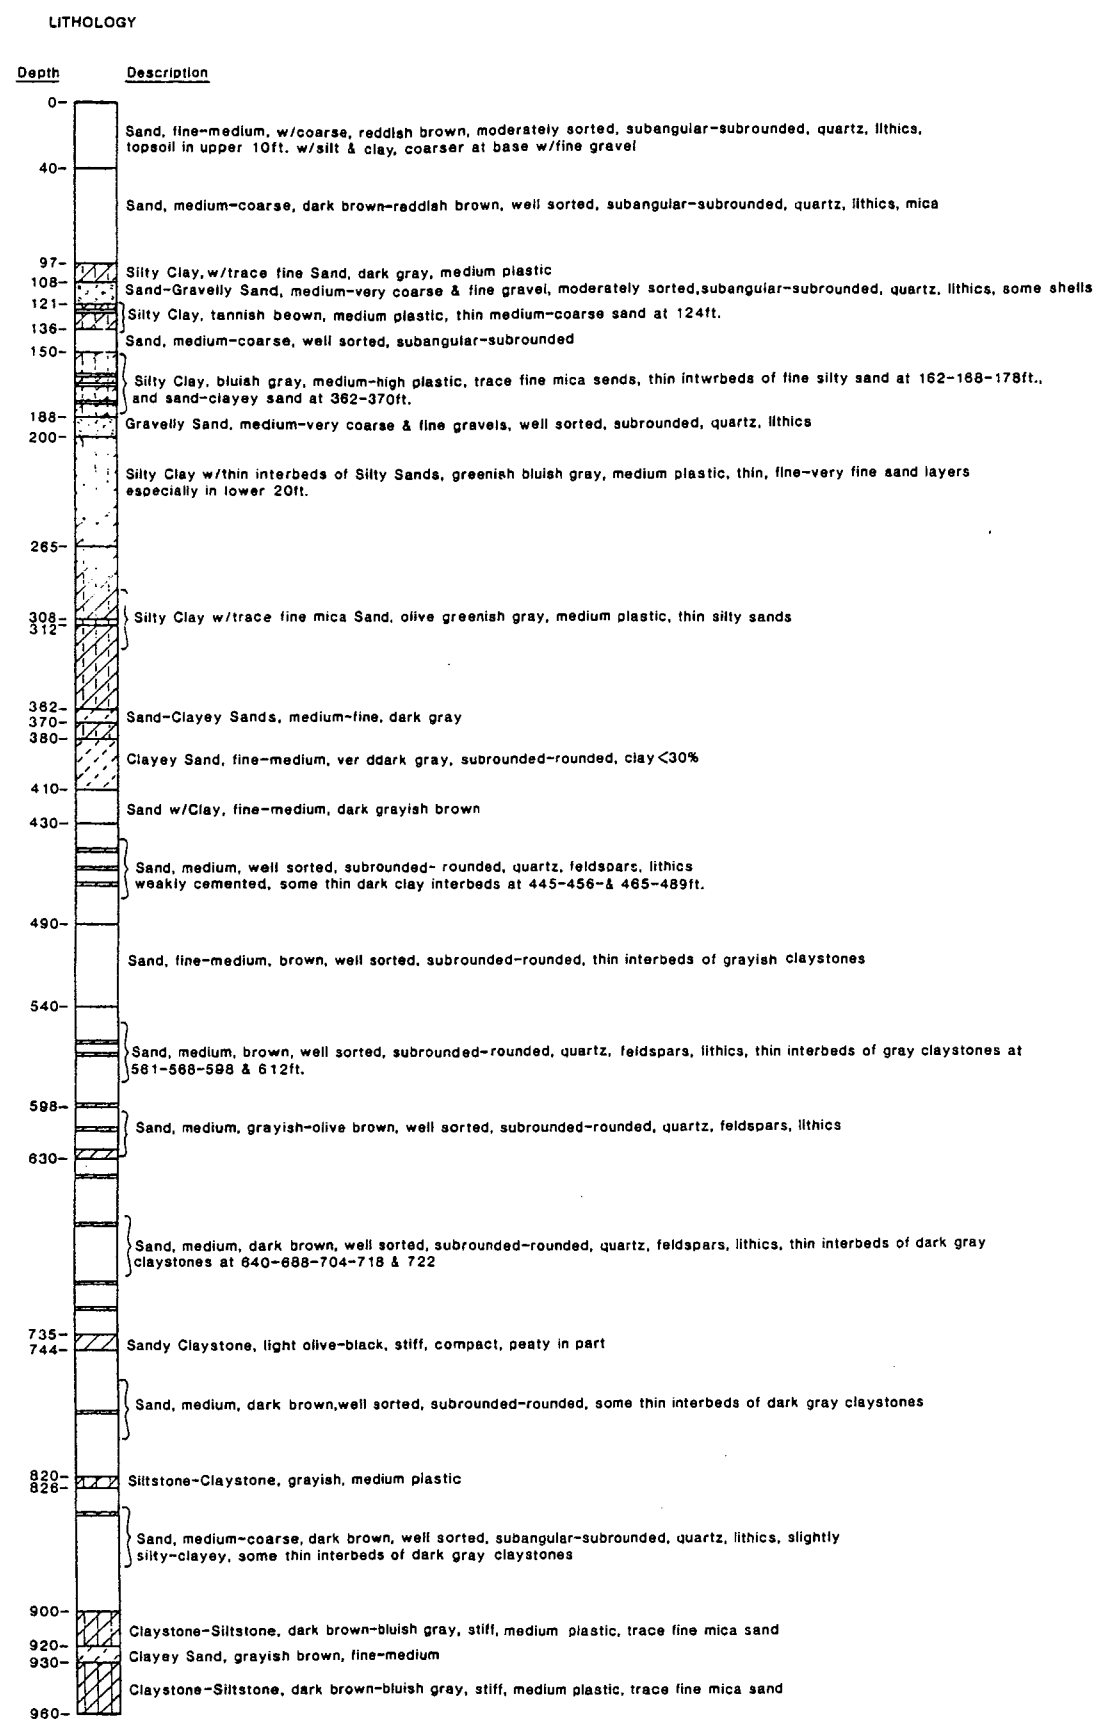 LITHOLOGY
Depth Description
0-
Sand, fine-medium, w/coarse, reddish brown, moderately sorted, subangular-subrounded, quartz, lithics,
topsoil in upper 10ft. w/silt & clay, coarser at base w/fine gravel
40-
Sand, medium-coarse, dark brown-reddish brown, well sorted, subangular-subrounded, quartz, lithics, mica
97-
Silty Clay, w/trace fine Sand, dark gray, medium plastic
108-
Sand-Gravelly Sand, medium-very coarse & fine gravel, moderately sorted,subangular-subrounded, quartz, lithics, some shells
121-
Silty Clay, tannish beown, medium plastic, thin medium-coarse sand at 124ft.
136-
Sand, medium-coarse, well sorted, subangular-subrounded
150-
Silty Clay, bluish gray, medium-high plastic, trace fine mica sends, thin intwrbeds of fine silty sand at 162-168-178ft.,
and sand-clayey sand at 362-370ft.
188-
Gravelly Sand, medium-very coarse & fine gravels, well sorted, subrounded, quartz, lithics
200-
Silty Clay w/thin interbeds of Silty Sands, greenish bluish gray, medium plastic, thin, fine-very fine sand layers
especially in lower 20ft.
265-
308-
Silty Clay w/trace fine mica Sand, olive greenish gray, medium plastic, thin silty sands
312-
362-
Sand-Clayey Sands, medium-fine, dark gray
370-
380-
Clayey Sand, fine-medium, ver ddark gray, subrounded-rounded, clay<30%
410-
Sand w/Clay, fine-medium, dark grayish brown
430-
Sand, medium, well sorted, subrounded- rounded, quartz, feldspars, lithics
weakly cemented, some thin dark clay interbeds at 445-456-& 465-489ft.
490-
Sand, fine-medium, brown, well sorted, subrounded-rounded, thin interbeds of grayish claystones
540-
Sand, medium, brown, well sorted, subrounded-rounded, quartz, feldspars, lithics, thin interbeds of gray claystones at
561-568-598 & 612ft.
598-
Sand, medium, grayish-olive brown, well sorted, subrounded-rounded, quartz, feldspars, lithics
630-
Sand, medium, dark brown, well sorted, subrounded-rounded, quartz, feldspars, lithics, thin interbeds of dark gray
claystones at 640-688-704-718 & 722
735-
744-
Sandy Claystone, light olive-black, stiff, compact, peaty in part
Sand, medium, dark brown,well sorted, subrounded-rounded, some thin interbeds of dark gray claystones
820-
Siltstone-Claystone, grayish, medium plastic
826-
Sand, medium-coarse, dark brown, well sorted, subangular-subrounded, quartz, lithics, slightly
silty-clayey, some thin interbeds of dark gray claystones
900-
Claystone-Siltstone, dark brown-bluish gray, stiff, medium plastic, trace fine mica sand
920-
Clayey Sand, grayish brown, fine-medium
930-
Claystone-Siltstone, dark brown-bluish gray, stiff, medium plastic, trace fine mica sand
960-